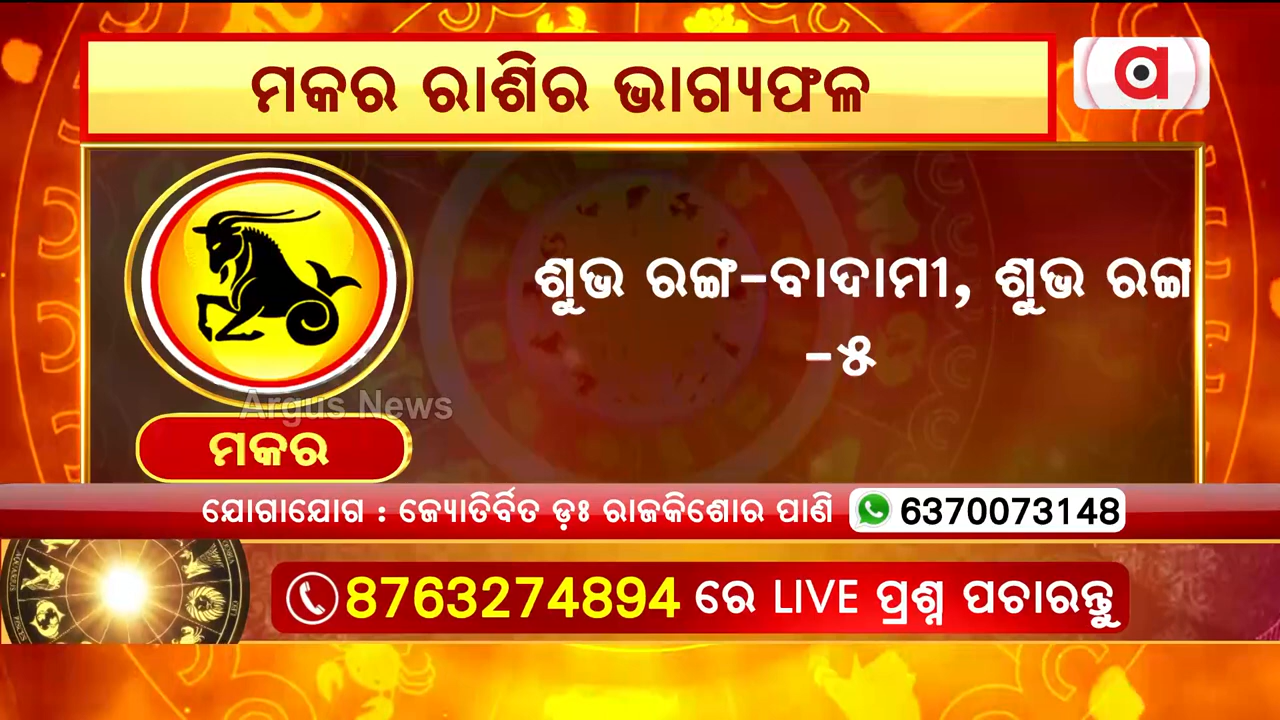 ମକର ରାଶିର ଭାଗ୍ୟଫଳ
a
ଶୁଭ ରଙ୍ଗ-ବାଦାମୀ, ଶୁଭ ରଙ୍ଗ
-୫
Argus News
ମକର
ଯୋଗାଯୋଗ : ଜ୍ୟୋତିର୍ବିତ ଡ଼ଃ ରାଜକିଶୋର ପାଣି 6370073148
8763274894 ରେ LIVE ପ୍ରଶ୍ନ ପଚାରନ୍ତୁ